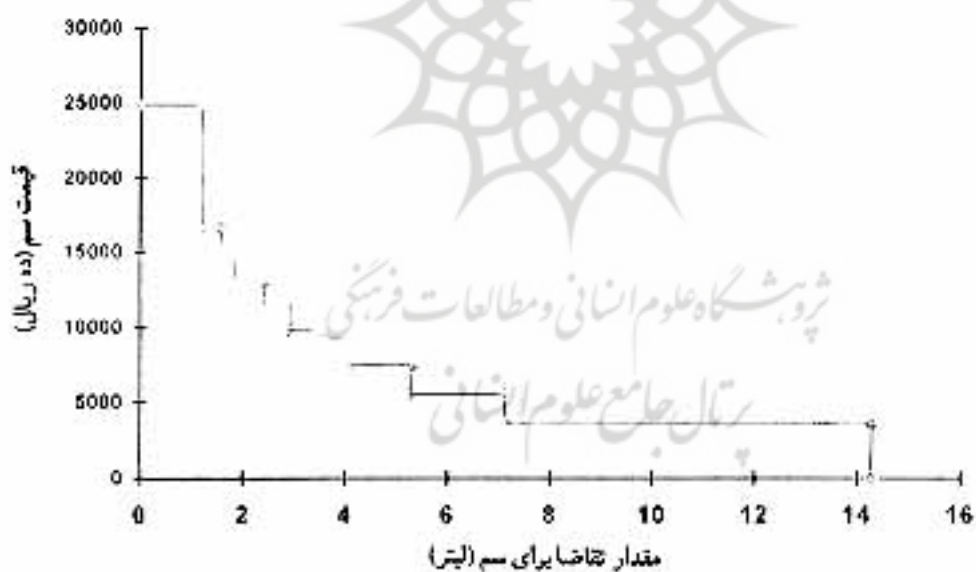 30000
25000
20000
15000
10000
5000
0
قیمت سم (ده ریال)
0 2 4 6 8 10 12 14 16
مقدار تقاضا برای سم (لیتر)
پژوهشگاه علوم انسانی و مطالعات فرهنگی
پرتال جامع علوم انسانی